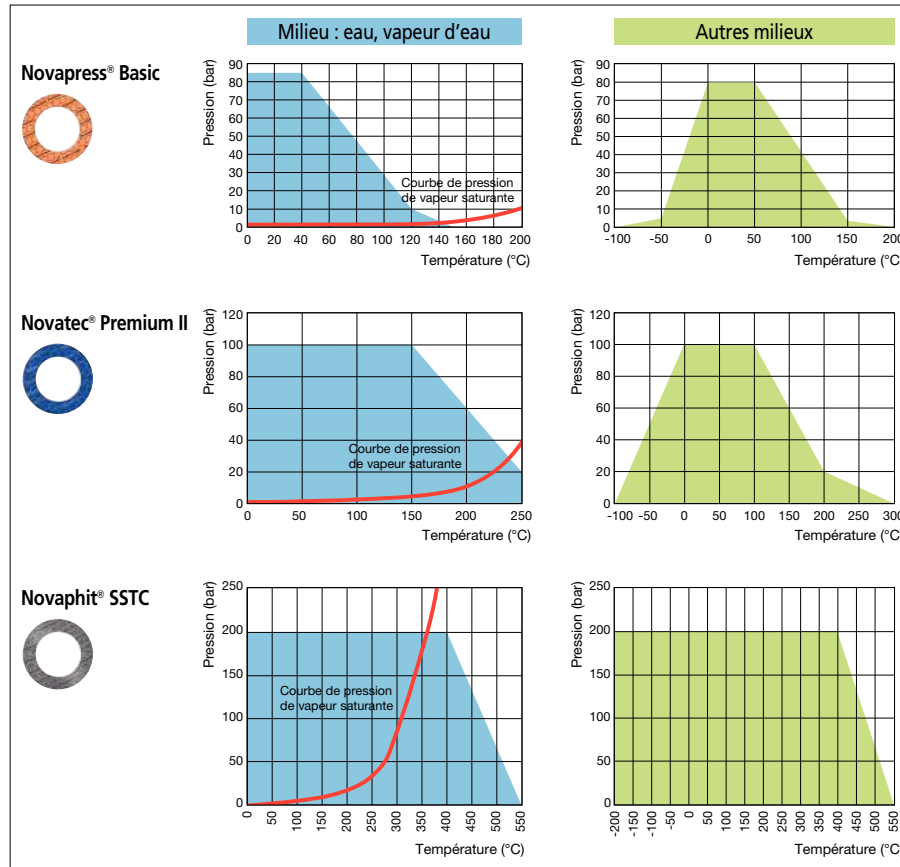 Milieu : eau, vapeur d’eau
Autres milieux
Novapress® Basic
Pression (bar)
90
80
70
60
50
40
30
20
10
0
Courbe de pression
de vapeur saturante
0 20 40 60 80 100 120 140 160 180 200
Température (°C)
Pression (bar)
90
80
70
60
50
40
30
20
10
0
-100 -50 0 50 100 150 200
Température (°C)
Novatec® Premium II
Pression (bar)
120
100
80
60
40
20
0
Courbe de pression
de vapeur saturante
0 50 100 150 200 250
Température (°C)
Pression (bar)
120
100
80
60
40
20
0
-100 -50 0 50 100 150 200 250 300
Température (°C)
Novaphit® SSTC
Pression (bar)
250
200
150
100
50
0
Courbe de pression
de vapeur saturante
0 50 100 150 200 250 300 350 400 450 500 550
Température (°C)
Pression (bar)
250
200
150
100
50
0
-200 -150 -100 -50 0 50 100 150 200 250 300 350 400 450 500 550
Température (°C)